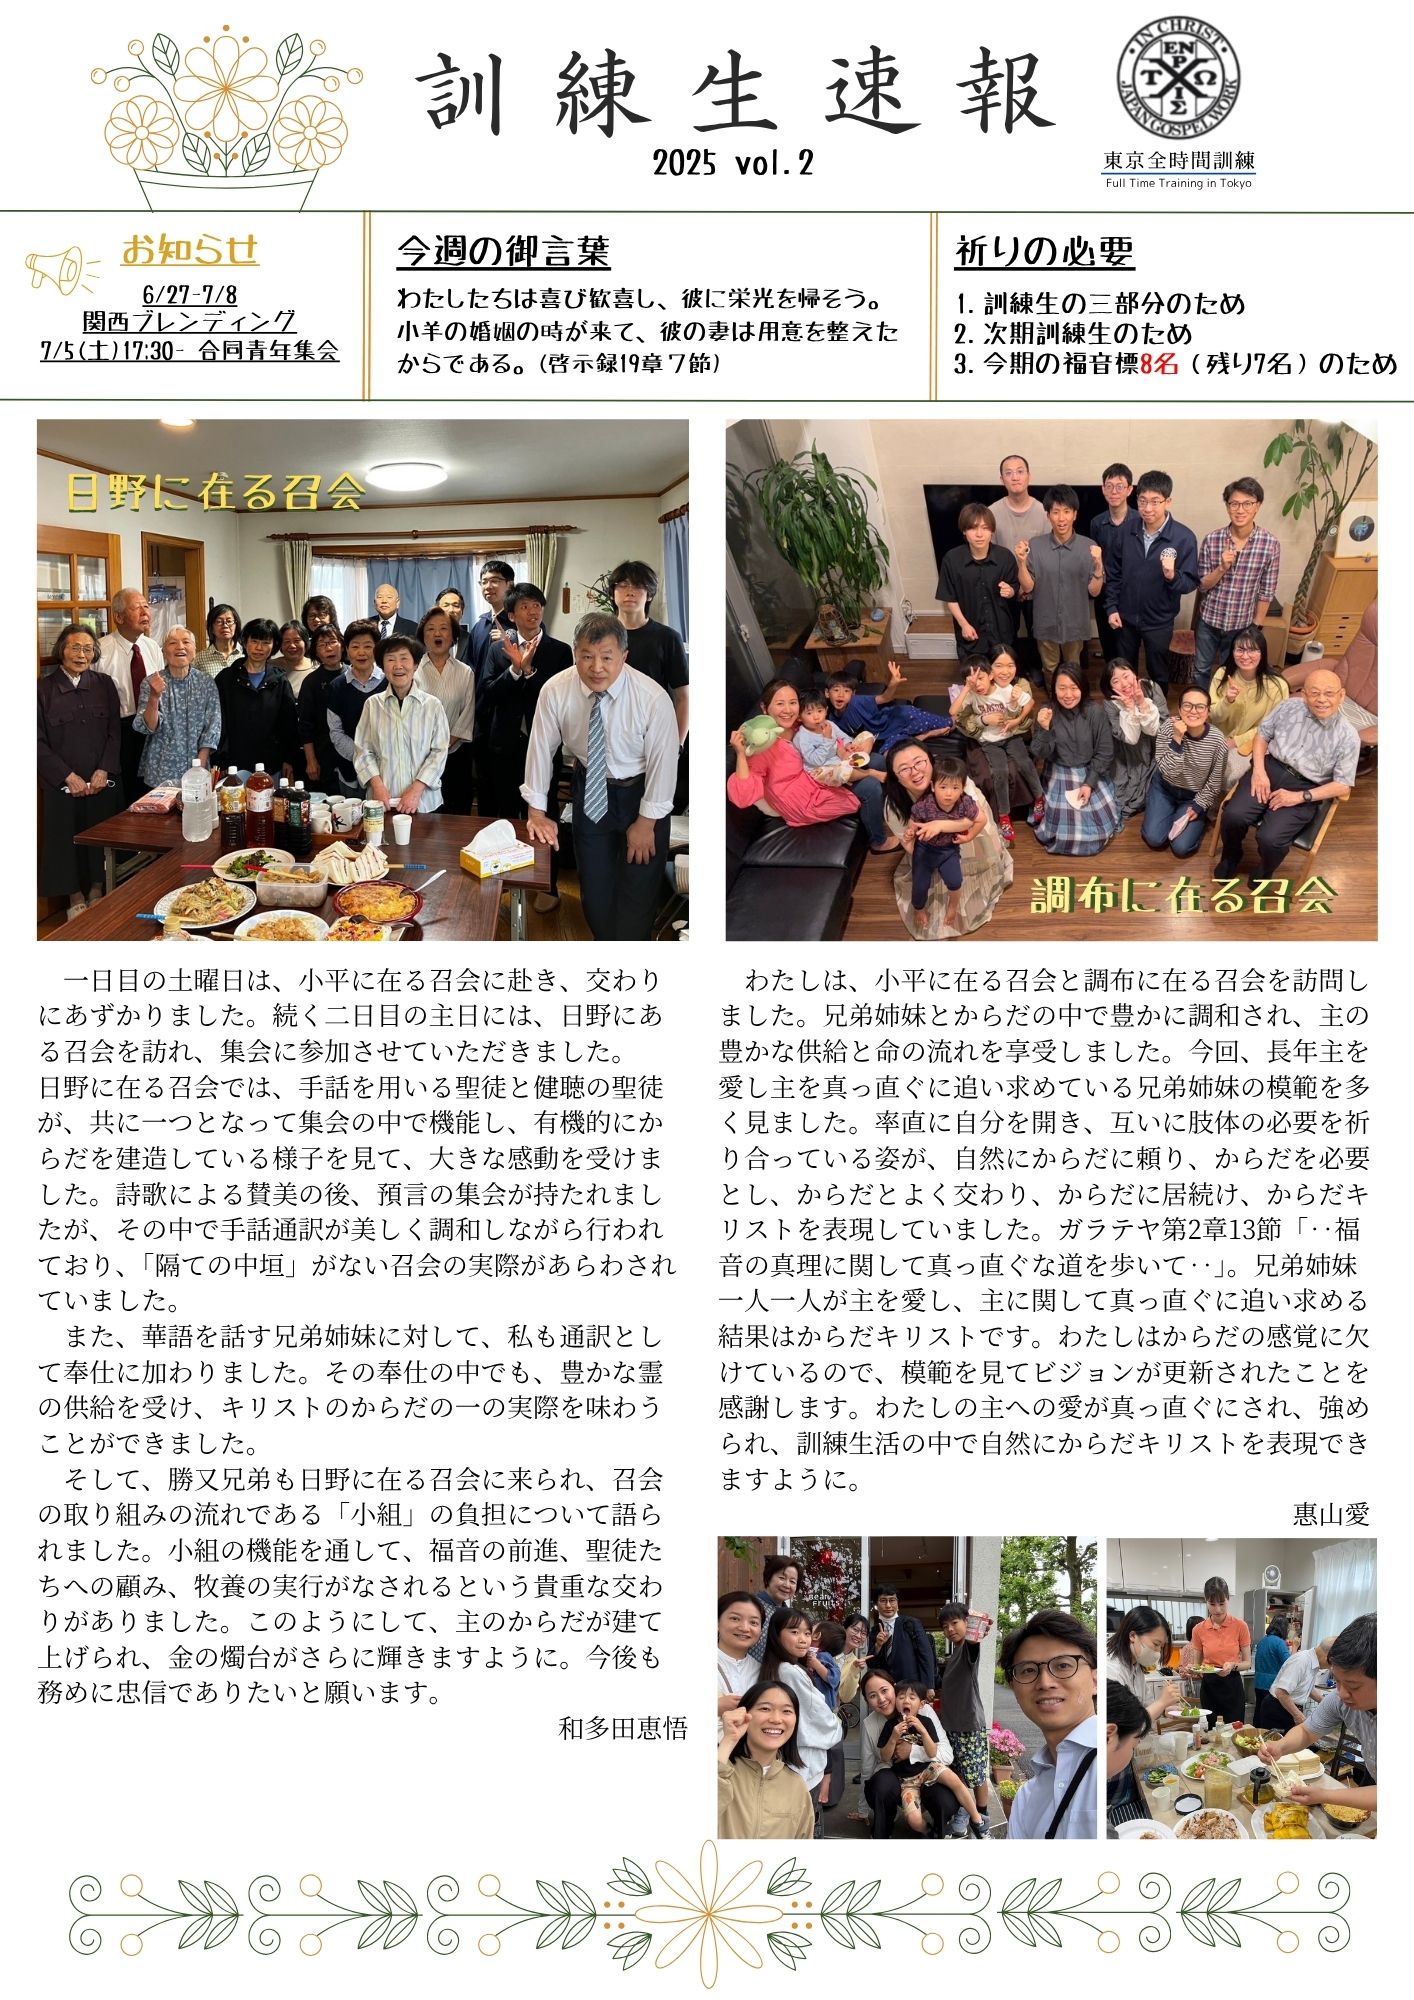 訓練生速報
2025 vol.2
IN CHRIST
JAPAN GOSPEL WORK
東京全時間訓練
Full Time Training in Tokyo
お知らせ
6/27-7/8
関西ブレンディング
7/5(土)17:30- 合同青年集会
今週の御言葉
わたしたちは喜び歓喜し、彼に栄光を帰そう。
小羊の婚姻の時が来て、彼の妻は用意を整えた
からである。(啓示録19章７節)
祈りの必要
1. 訓練生の三部分のため
2. 次期訓練生のため
3. 今期の福音標8名（残り7名）のため
日野に在る召会
調布に在る召会
一日目の土曜日は、小平に在る召会に赴き、交わり
にあずかりました。続く二日目の主日には、日野にあ
る召会を訪れ、集会に参加させていただきました。
日野に在る召会では、手話を用いる聖徒と健聴の聖徒
が、共に一つとなって集会の中で機能し、有機的にか
らだを建造している様子を見て、大きな感動を受けま
した。詩歌による賛美の後、預言の集会が持たれまし
たが、その中で手話通訳が美しく調和しながら行われ
ており、「隔ての中垣」がない召会の実際があらわされ
ていました。
また、華語を話す兄弟姉妹に対して、私も通訳とし
て奉仕に加わりました。その奉仕の中でも、豊かな霊
の供給を受け、キリストのからだの一の実際を味わう
ことができました。
そして、勝又兄弟も日野に在る召会に来られ、召会
の取り組みの流れである「小組」の負担について語ら
れました。小組の機能を通して、福音の前進、聖徒た
ちへの顧み、牧養の実行がなされるという貴重な交わ
りがありました。このようにして、主のからだが建て
上げられ、金の燭台がさらに輝きますように。今後も
務めに忠信でありたいと願います。
和多田恵悟
わたしは、小平に在る召会と調布に在る召会を訪問し
ました。兄弟姉妹とからだの中で豊かに調和され、主の
豊かな供給と命の流れを享受しました。今回、長年主を
愛し主を真っ直ぐに追い求めている兄弟姉妹の模範を多
く見ました。率直に自分を開き、互いに肢体の必要を祈
り合っている姿が、自然にからだに頼り、からだを必要
とし、からだとよく交わり、からだに居続け、からだキ
リストを表現していました。ガラテヤ第2章13節「‥福
音の真理に関して真っ直ぐな道を歩いて‥」。兄弟姉妹
一人一人が主を愛し、主に関して真っ直ぐに追い求める
結果はからだキリストです。わたしはからだの感覚に欠
けているので、模範を見てビジョンが更新されたことを
感謝します。わたしの主への愛が真っ直ぐにされ、強め
られ、訓練生活の中で自然にからだキリストを表現でき
ますように。
惠山愛